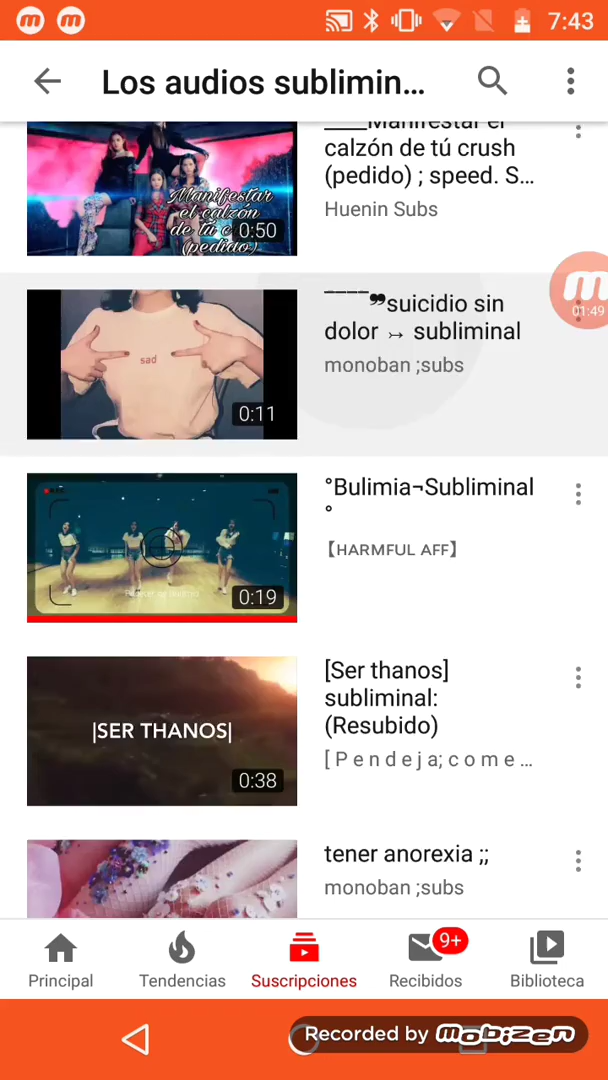 7:43
Los audios sublimin...
____Manifestar el
calzón de tú crush
(pedido) ; speed. S...
Huenin Subs
Manifestar
el calzón
de tú
(pedido)
0:50
01:49
¯¯¯¯❞suicidio sin
dolor ↣ subliminal
monoban ;subs
sad
0:11
°Bulimia¬Subliminal
°
【HARMFUL AFF】
0:19
[Ser thanos]
subliminal:
(Resubido)
[ P e n d e j a; c o m e ...
|SER THANOS|
0:38
tener anorexia ;;
monoban ;subs
9+
Principal
Tendencias
Suscripciones
Recibidos
Biblioteca
Recorded by mobizen